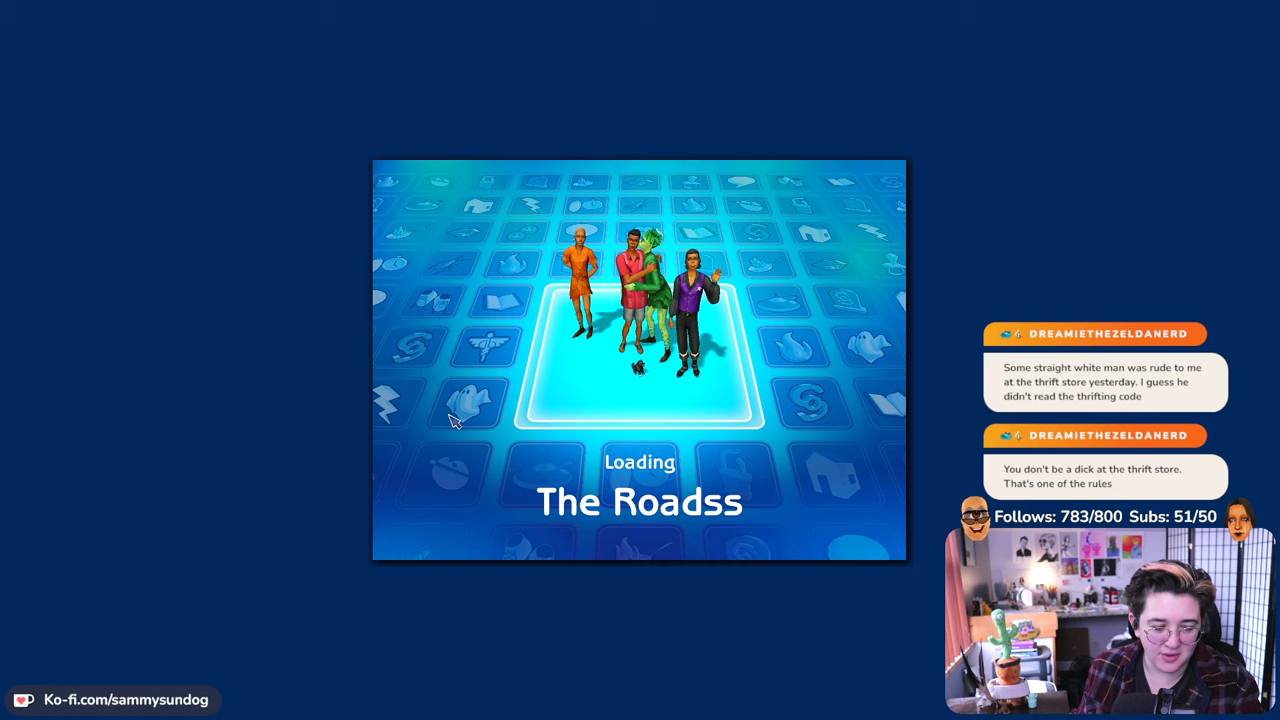 Loading
The Roadss
DREAMIETHEZELDANERD
Some straight white man was rude to me
at the thrift store yesterday. I guess he
didn't read the thrifting code
DREAMIETHEZELDANERD
You don't be a dick at the thrift store.
That's one of the rules
Follows: 783/800 Subs: 51/50
Ko-fi.com/sammysundog